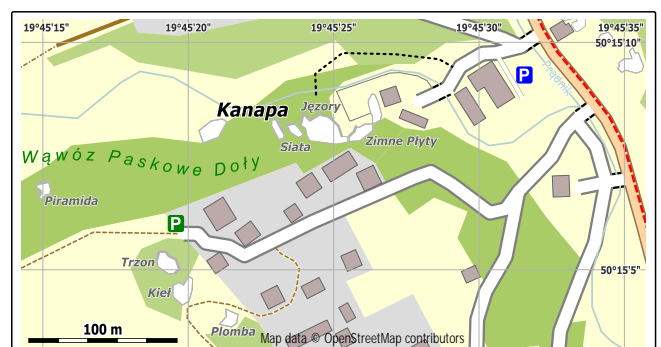 19°45'15" 19°45'20" 19°45'25" 19°45'30" 19°45'35"
50°15'10"
P
Prądnik
Kanapa
Jęzory
Siata
Zimne Płyty
Wąwóz Paskowe Doły
Piramida
P
Trzon
50°15'5"
Kieł
Plomba
100 m
Map data © OpenStreetMap contributors